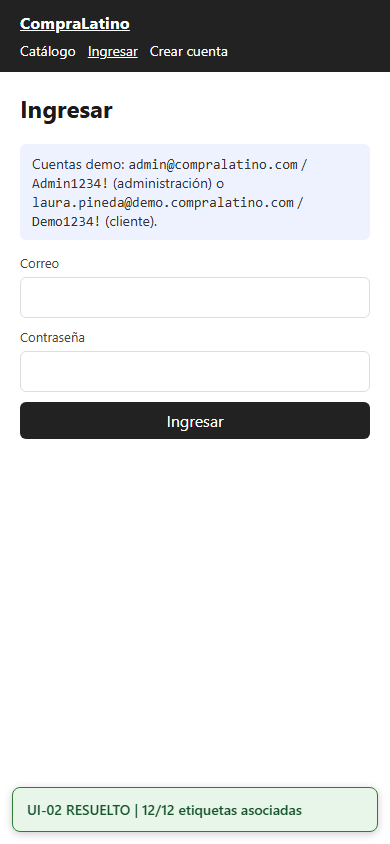 CompraLatino
Catálogo Ingresar Crear cuenta
Ingresar
Cuentas demo: admin@compralatino.com /
Admin1234! (administración) o
laura.pineda@demo.compralatino.com /
Demo1234! (cliente).
Correo
Contraseña
Ingresar
UI-02 RESUELTO | 12/12 etiquetas asociadas